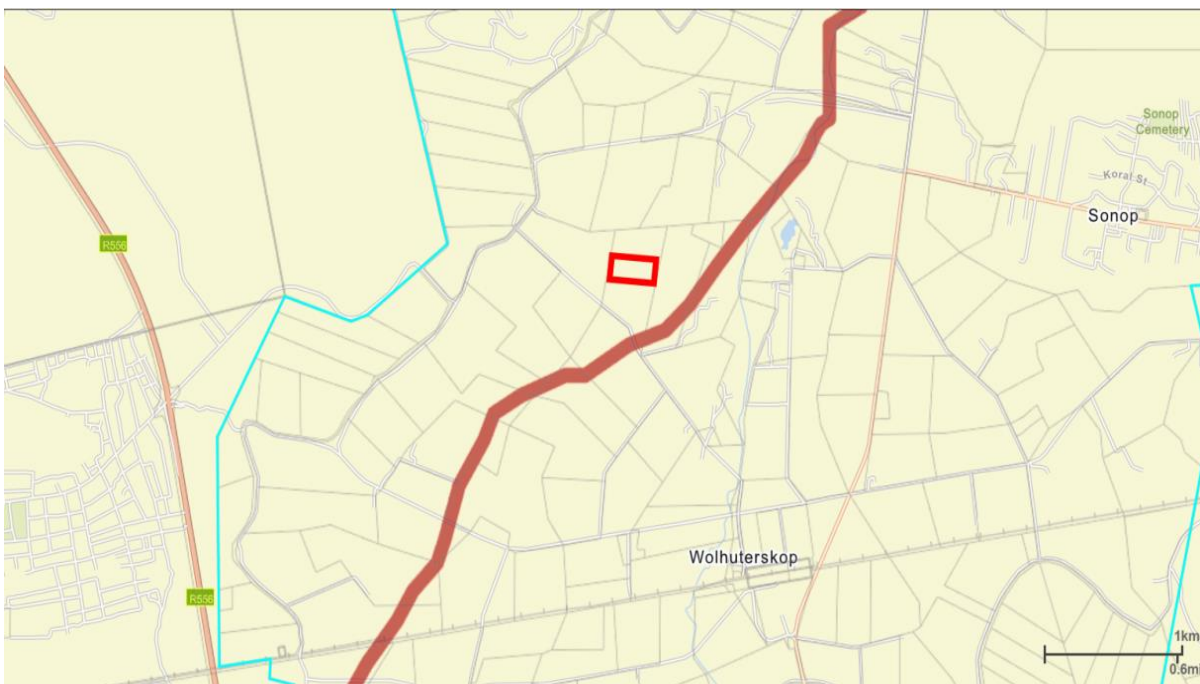 Sonop
Cemetery
Koral St
Sonop
R556
Wolhuterskop
R556
1km
0.6mi